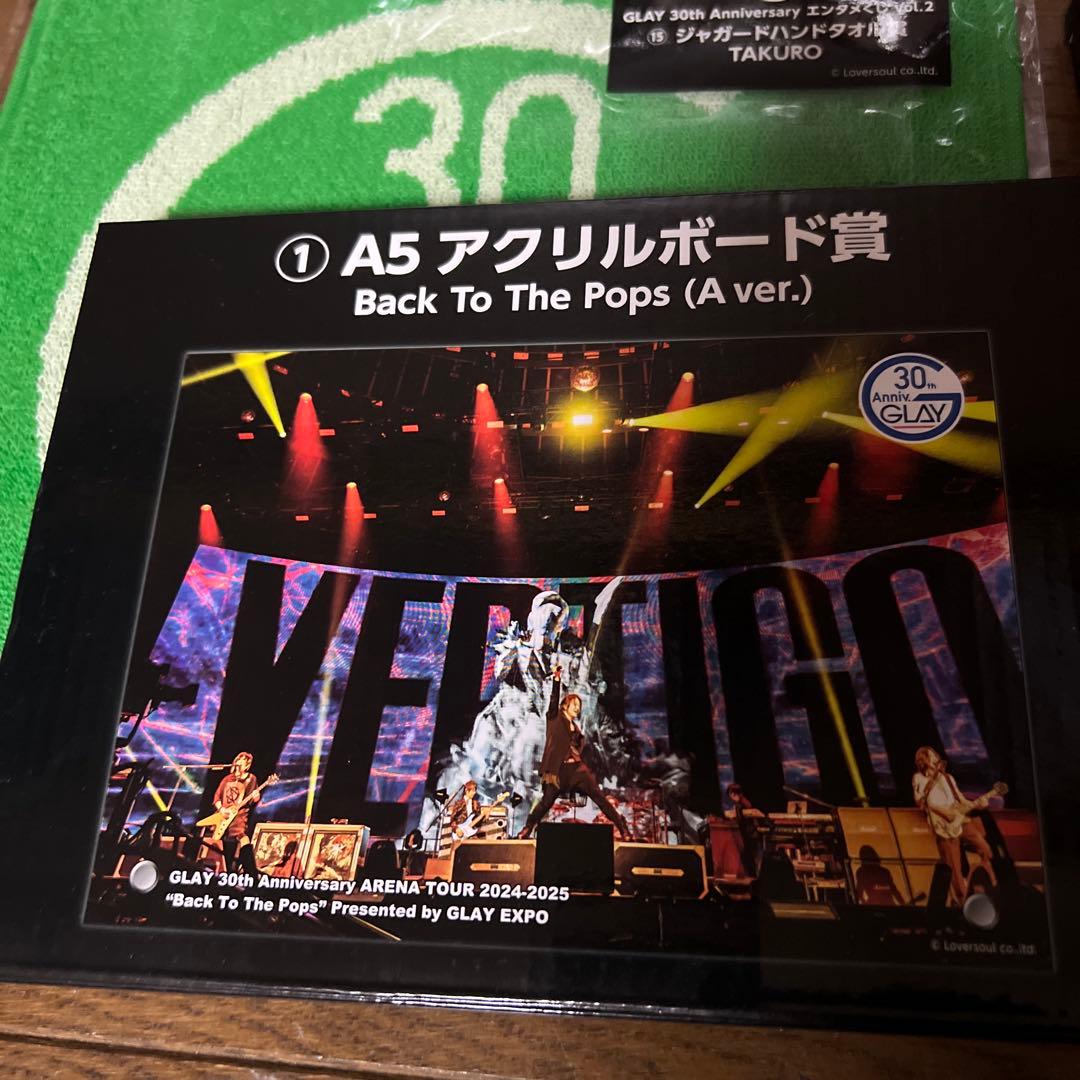 GLAY 30th Anniversary エンタメくじ Vol.2
⑮ ジャガードハンドタオル賞
TAKURO
© Loversoul co.,ltd.
30
① A5 アクリルボード賞
Back To The Pops (A ver.)
30th
Anniv.
GLAY
VERTIGO
GLAY 30th Anniversary ARENA TOUR 2024-2025
“Back To The Pops” Presented by GLAY EXPO
© Loversoul co.,ltd.